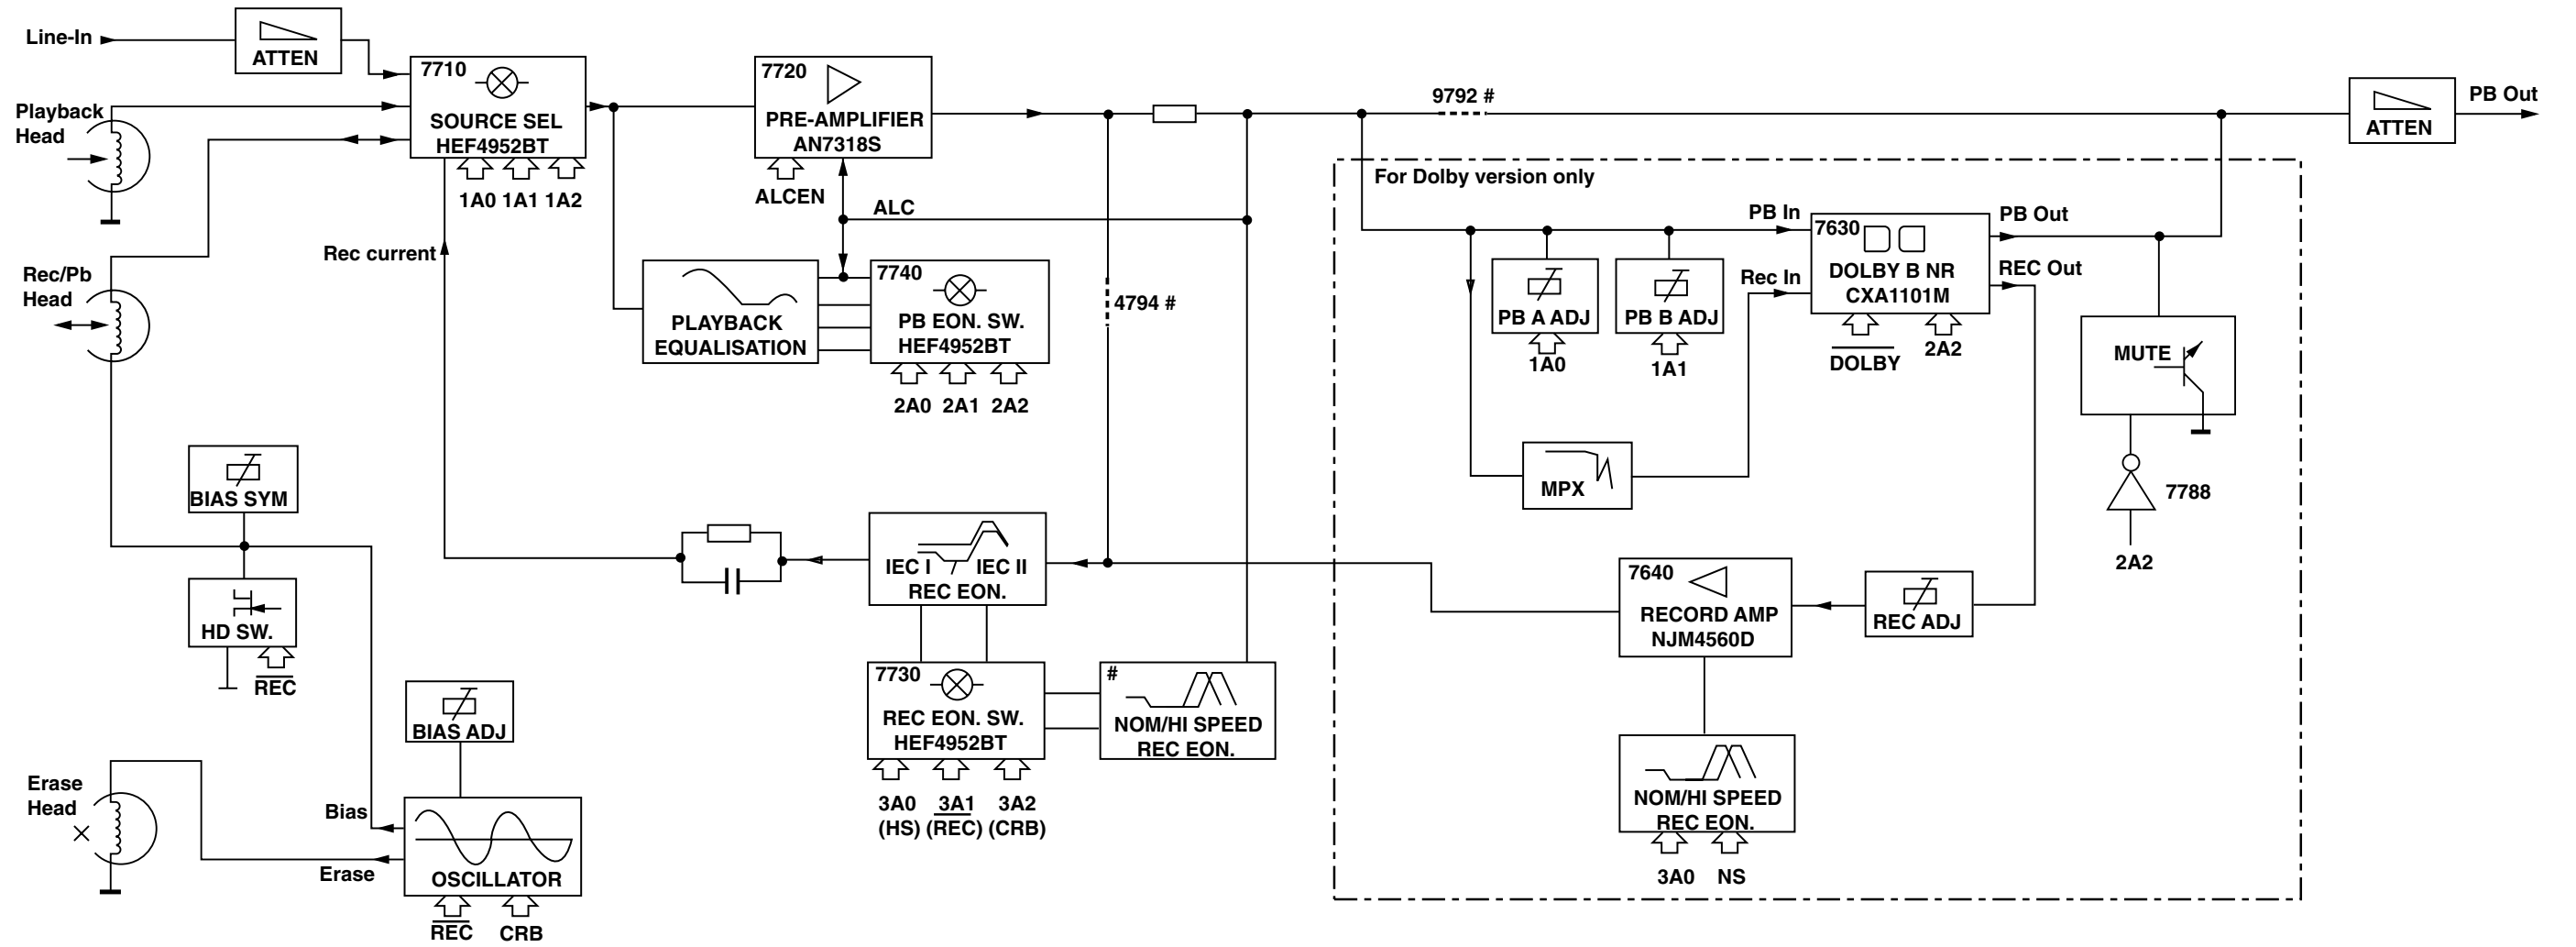 Line-In
ATTEN
7710
SOURCE SEL
HEF4952BT
1A0 1A1 1A2
Playback
Head
7720
PRE-AMPLIFIER
AN7318S
ALCEN
ALC
9792 #
ATTEN
PB Out
For Dolby version only
Rec current
Rec/Pb
Head
PLAYBACK
EQUALISATION
7740
PB EON. SW.
HEF4952BT
2A0 2A1 2A2
4794 #
PB In
7630
DOLBY B NR
CXA1101M
PB Out
Rec In
REC Out
DOLBY
2A2
PB A ADJ
1A0
PB B ADJ
1A1
MUTE
7788
2A2
MPX
BIAS SYM
HD SW.
REC
IEC I
IEC II
REC EON.
7640
RECORD AMP
NJM4560D
REC ADJ
7730
REC EON. SW.
HEF4952BT
3A0 3A1 3A2
(HS) (REC) (CRB)
#
NOM/HI SPEED
REC EON.
NOM/HI SPEED
REC EON.
3A0 NS
BIAS ADJ
Erase
Head
Bias
Erase
OSCILLATOR
REC
CRB